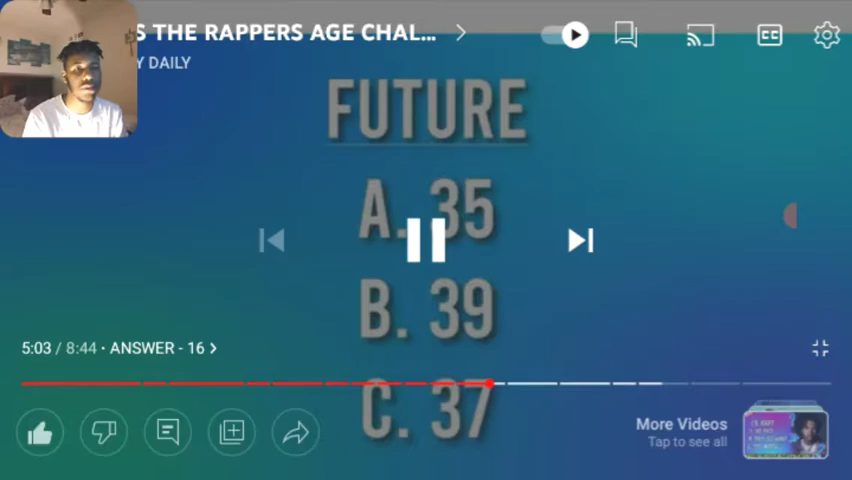 S THE RAPPERS AGE CHAL...
Y DAILY
FUTURE
A. 35
B. 39
C. 37
5:03 / 8:44 · ANSWER - 16
CC
More Videos
Tap to see all